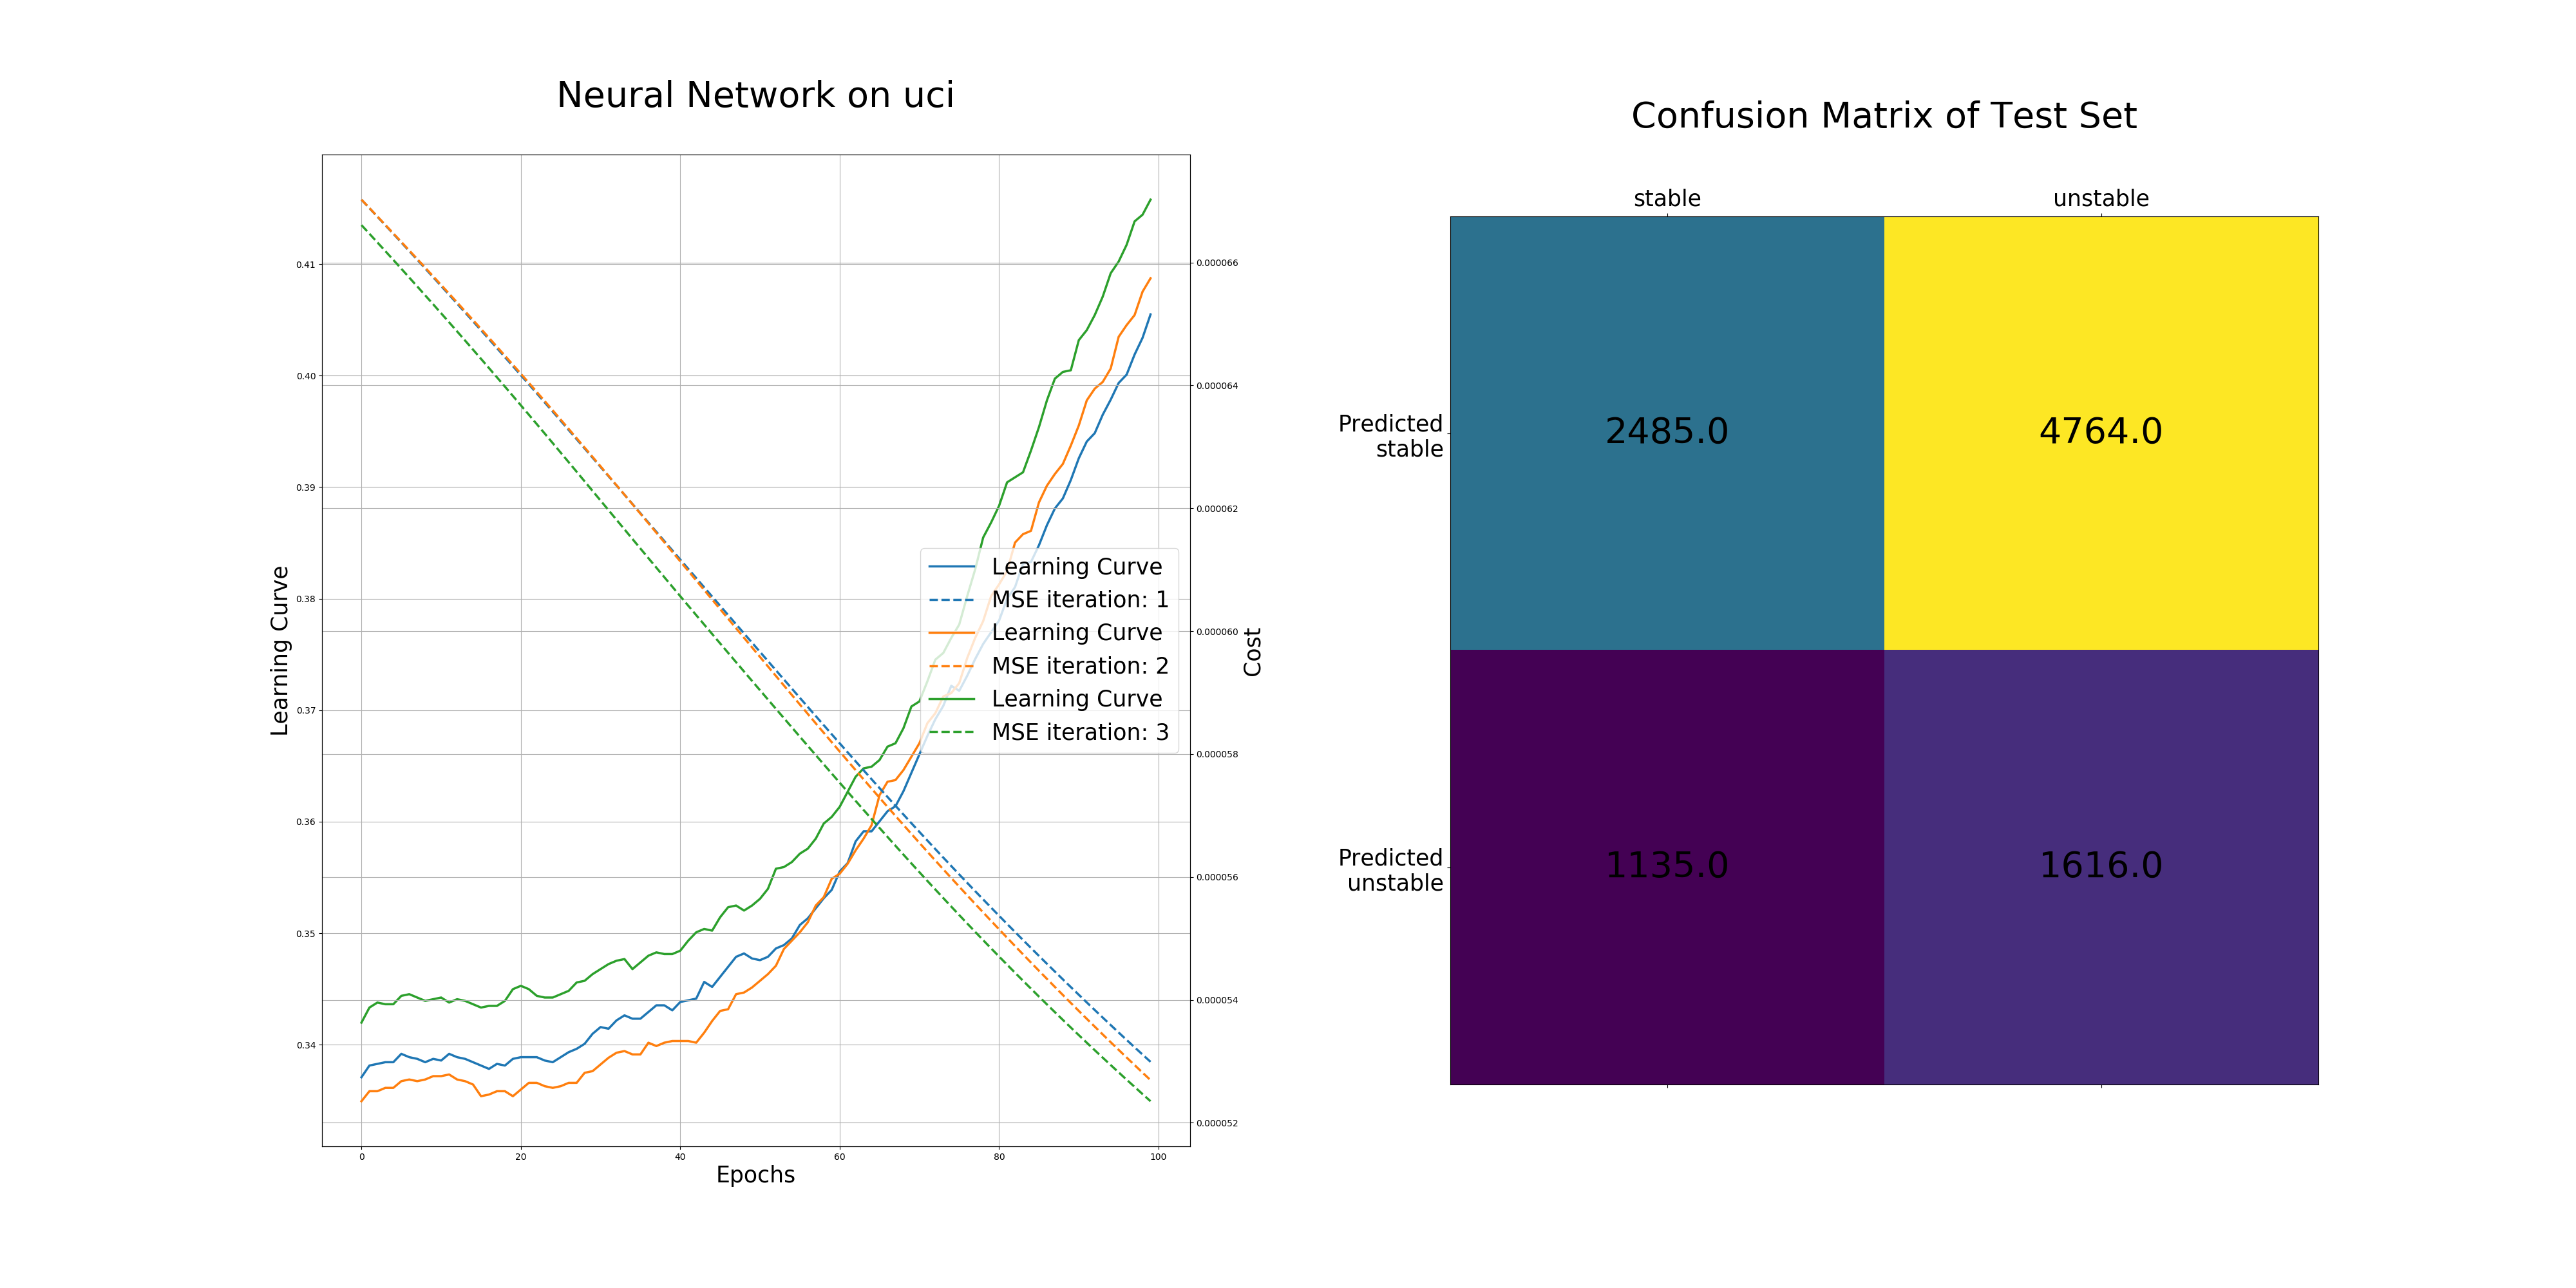 Neural Network on uci
Learning Curve
0.41
0.40
0.39
0.38
0.37
0.36
0.35
0.34
0
20
40
60
80
100
Epochs
0.000066
0.000064
0.000062
0.000060
0.000058
0.000056
0.000054
0.000052
Cost
Learning Curve
MSE iteration: 1
Learning Curve
MSE iteration: 2
Learning Curve
MSE iteration: 3
Confusion Matrix of Test Set
stable
unstable
Predicted
stable
2485.0
4764.0
Predicted
unstable
1135.0
1616.0